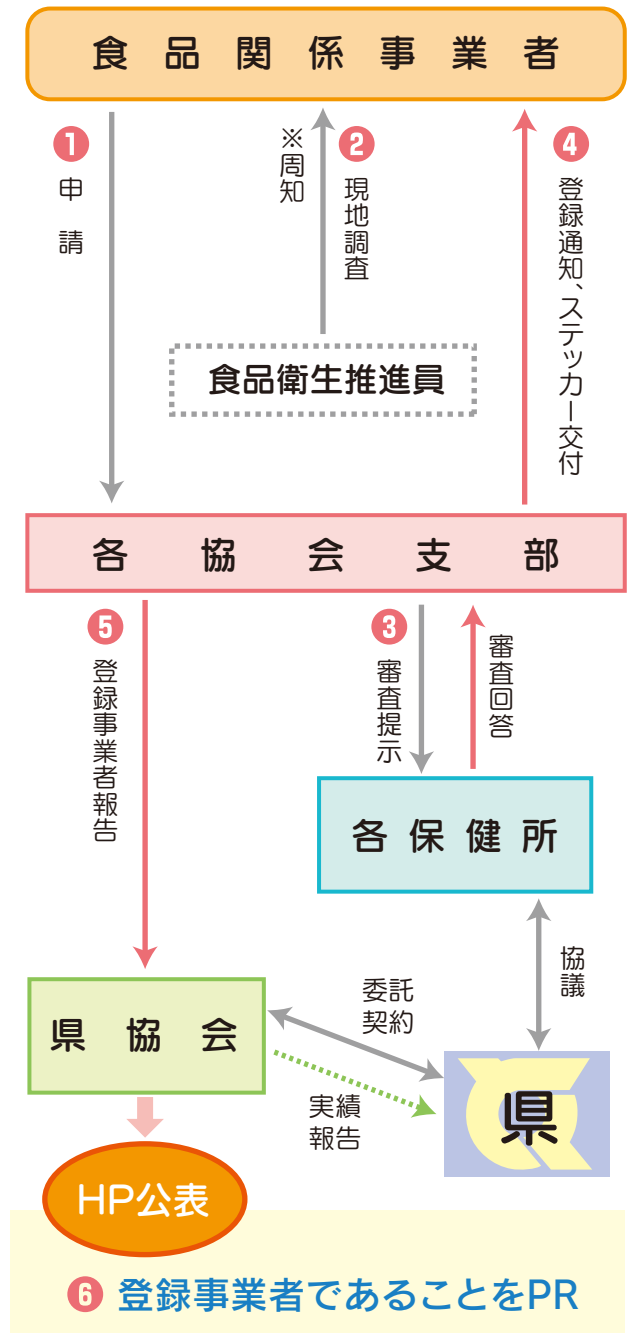 食品関係事業者
❶
申請
※周知
❷
現地調査
❹
登録通知、ステッカー交付
食品衛生推進員
各協会支部
❺
登録事業者報告
❸
審査提示
審査回答
各保健所
協議
県協会
委託
契約
実績
報告
県
HP公表
❻ 登録事業者であることをPR